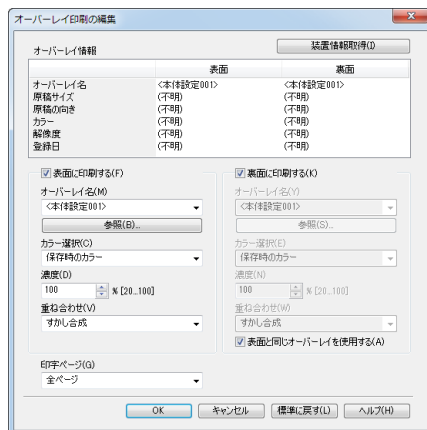 オーバーレイ印刷の編集
オーバーレイ情報
装置情報取得(I)
表面 裏面
オーバーレイ名 <本体設定001> <本体設定001>
原稿サイズ (不明) (不明)
原稿の向き (不明) (不明)
カラー (不明) (不明)
解像度 (不明) (不明)
登録日 (不明) (不明)
表面に印刷する(F)
オーバーレイ名(M)
<本体設定001>
参照(B)...
カラー選択(C)
保存時のカラー
濃度(D)
100 % [20...100]
重ね合わせ(V)
すかし合成
裏面に印刷する(K)
オーバーレイ名(Y)
<本体設定001>
参照(S)...
カラー選択(E)
保存時のカラー
濃度(N)
100 % [20...100]
重ね合わせ(W)
すかし合成
表面と同じオーバーレイを使用する(A)
印字ページ(G)
全ページ
OK キャンセル 標準に戻す(L) ヘルプ(H)